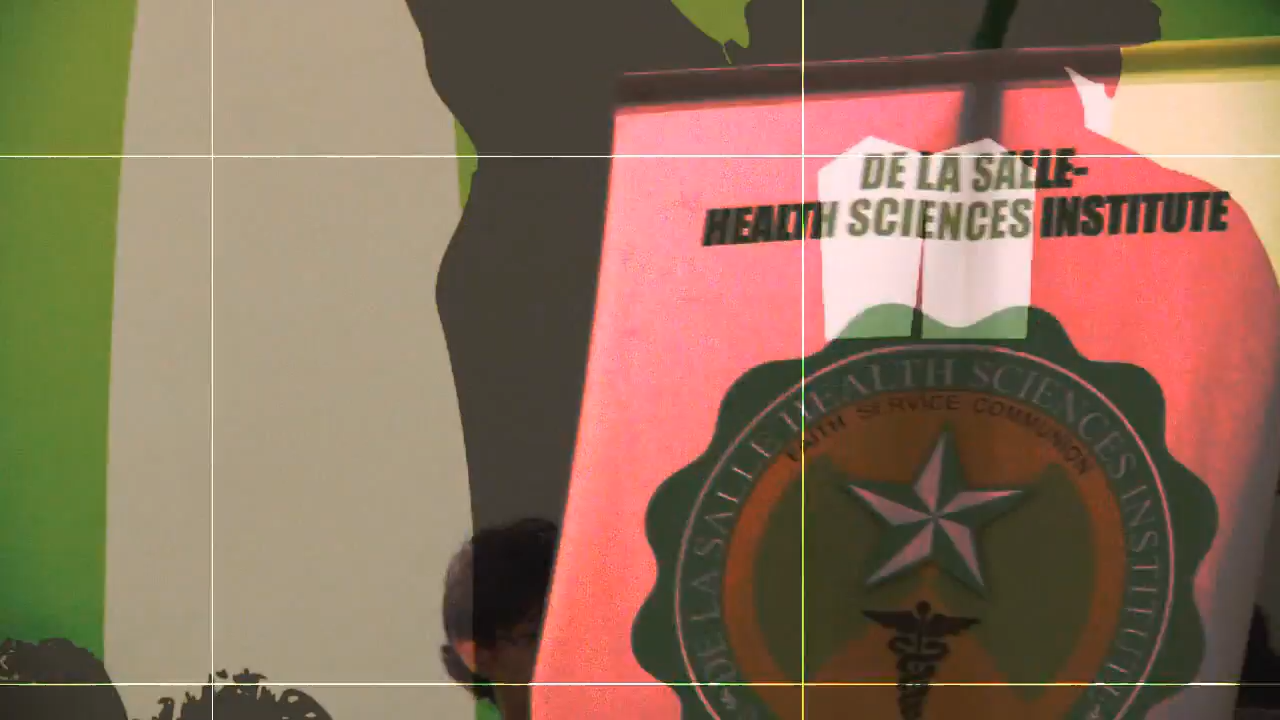 DE LA SALLE-
HEALTH SCIENCES INSTITUTE
DE LA SALLE HEALTH SCIENCES INSTITUTE
FAITH SERVICE COMMUNION